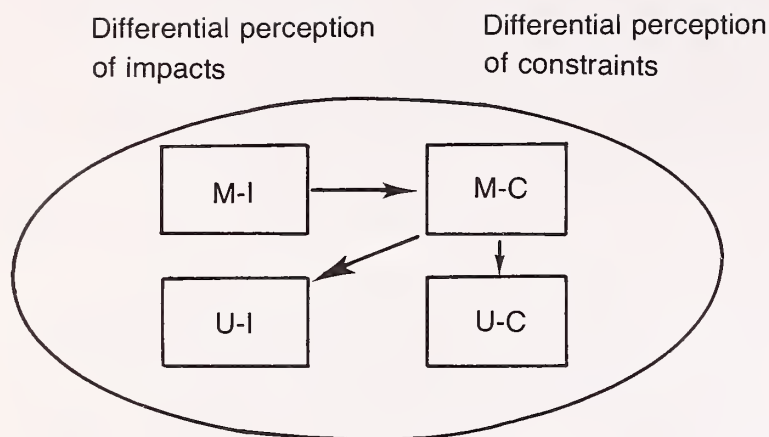 Differential perception
of impacts
Differential perception
of constraints
M-I
M-C
U-I
U-C